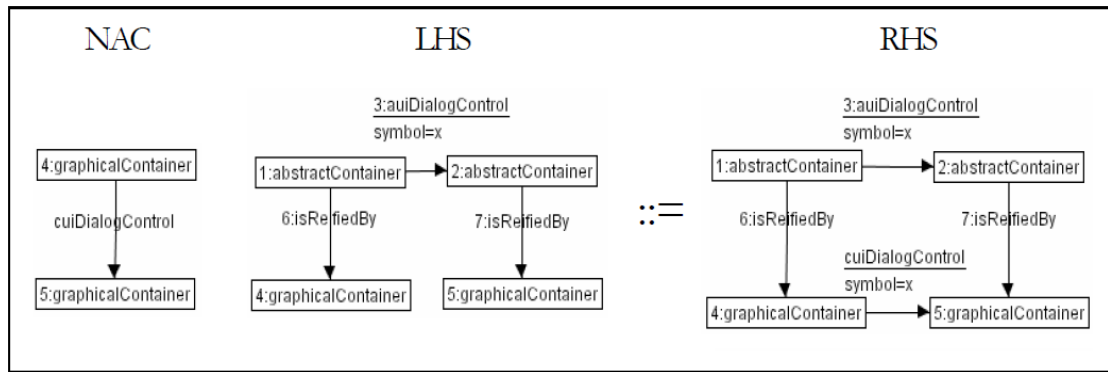 NAC
LHS
RHS
4:graphicalContainer
cuiDialogControl
5:graphicalContainer
3:auiDialogControl
symbol=x
1:abstractContainer
2:abstractContainer
6:isReifiedBy
7:isReifiedBy
4:graphicalContainer
5:graphicalContainer
::=
3:auiDialogControl
symbol=x
1:abstractContainer
2:abstractContainer
6:isReifiedBy
7:isReifiedBy
cuiDialogControl
symbol=x
4:graphicalContainer
5:graphicalContainer